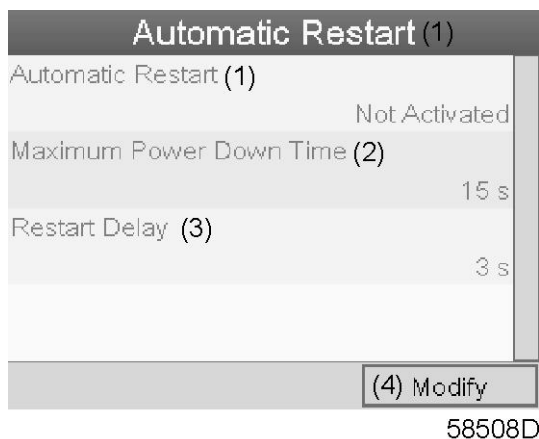 Automatic Restart (1)
Automatic Restart (1)
Not Activated
Maximum Power Down Time (2)
15 s
Restart Delay (3)
3 s
(4) Modify
58508D